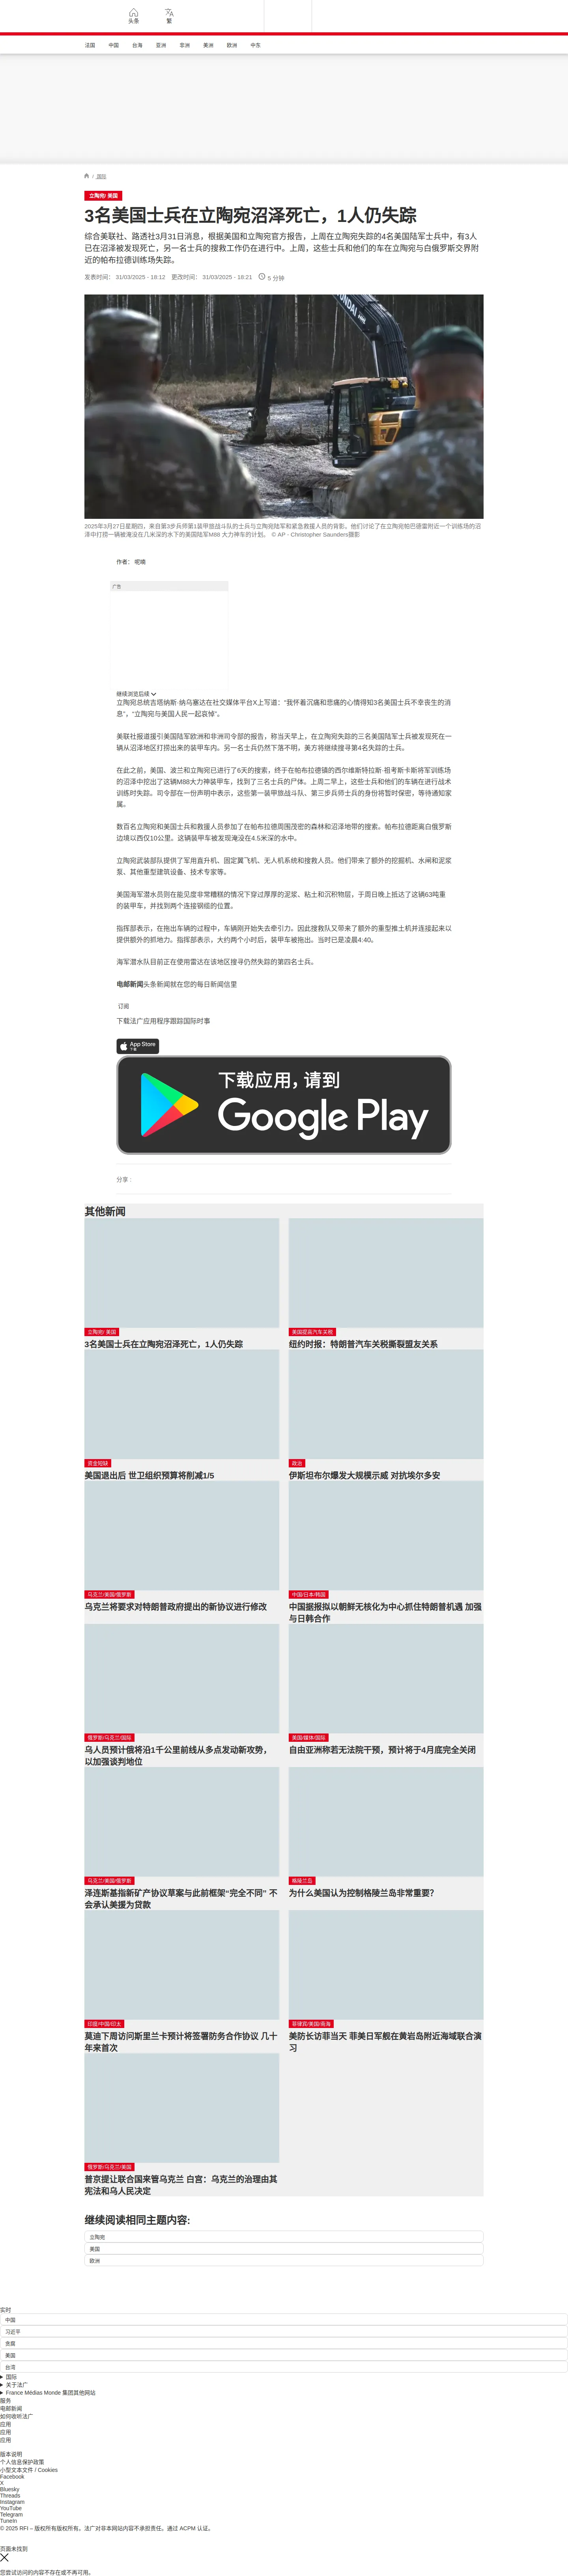 头条
繁
法国
中国
台海
亚洲
非洲
美洲
欧洲
中东
/ 国际
立陶宛/ 美国
3名美国士兵在立陶宛沼泽死亡，1人仍失踪
综合美联社、路透社3月31日消息，根据美国和立陶宛官方报告，上周在立陶宛失踪的4名美国陆军士兵中，有3人
已在沼泽被发现死亡，另一名士兵的搜救工作仍在进行中。上周，这些士兵和他们的车在立陶宛与白俄罗斯交界附
近的帕布拉德训练场失踪。
发表时间： 31/03/2025 - 18:12 更改时间： 31/03/2025 - 18:21 5 分钟
HYUNDAI
2025年3月27日星期四，来自第3步兵师第1装甲旅战斗队的士兵与立陶宛陆军和紧急救援人员的背影。他们讨论了在立陶宛帕巴德雷附近一个训练场的沼
泽中打捞一辆被淹没在几米深的水下的美国陆军M88 大力神车的计划。 © AP - Christopher Saunders摄影
作者： 呢喃
广告
继续浏览后续
立陶宛总统吉塔纳斯·纳乌塞达在社交媒体平台X上写道：“我怀着沉痛和悲痛的心情得知3名美国士兵不幸丧生的消
息”，“立陶宛与美国人民一起哀悼”。
美联社报道援引美国陆军欧洲和非洲司令部的报告，称当天早上，在立陶宛失踪的三名美国陆军士兵被发现死在一
辆从沼泽地区打捞出来的装甲车内。另一名士兵仍然下落不明，美方将继续搜寻第4名失踪的士兵。
在此之前，美国、波兰和立陶宛已进行了6天的搜索，终于在帕布拉德镇的西尔维斯特拉斯·祖考斯卡斯将军训练场
的沼泽中挖出了这辆M88大力神装甲车，找到了三名士兵的尸体。上周二早上，这些士兵和他们的车辆在进行战术
训练时失踪。司令部在一份声明中表示，这些第一装甲旅战斗队、第三步兵师士兵的身份将暂时保密，等待通知家
属。
数百名立陶宛和美国士兵和救援人员参加了在帕布拉德周围茂密的森林和沼泽地带的搜索。帕布拉德距离白俄罗斯
边境以西仅10公里。这辆装甲车被发现淹没在4.5米深的水中。
立陶宛武装部队提供了军用直升机、固定翼飞机、无人机系统和搜救人员。他们带来了额外的挖掘机、水闸和泥浆
泵、其他重型建筑设备、技术专家等。
美国海军潜水员则在能见度非常糟糕的情况下穿过厚厚的泥浆、粘土和沉积物层，于周日晚上抵达了这辆63吨重
的装甲车，并找到两个连接钢缆的位置。
指挥部表示，在拖出车辆的过程中，车辆刚开始失去牵引力。因此搜救队又带来了额外的重型推土机并连接起来以
提供额外的抓地力。指挥部表示，大约两个小时后，装甲车被拖出。当时已是凌晨4:40。
海军潜水队目前正在使用雷达在该地区搜寻仍然失踪的第四名士兵。
电邮新闻头条新闻就在您的每日新闻信里
订阅
下载法广应用程序跟踪国际时事
App Store
下载
下载应用，请到
Google Play
分享 :
其他新闻
立陶宛/ 美国
3名美国士兵在立陶宛沼泽死亡，1人仍失踪
美国提高汽车关税
纽约时报：特朗普汽车关税撕裂盟友关系
资金短缺
美国退出后 世卫组织预算将削减1/5
政治
伊斯坦布尔爆发大规模示威 对抗埃尔多安
乌克兰/美国/俄罗斯
乌克兰将要求对特朗普政府提出的新协议进行修改
中国/日本/韩国
中国据报拟以朝鲜无核化为中心抓住特朗普机遇 加强
与日韩合作
俄罗斯/乌克兰/国际
乌人员预计俄将沿1千公里前线从多点发动新攻势，
以加强谈判地位
美国/媒体/国际
自由亚洲称若无法院干预，预计将于4月底完全关闭
乌克兰/美国/俄罗斯
泽连斯基指新矿产协议草案与此前框架“完全不同” 不
会承认美援为贷款
格陵兰岛
为什么美国认为控制格陵兰岛非常重要？
印度/中国/印太
莫迪下周访问斯里兰卡预计将签署防务合作协议 几十
年来首次
菲律宾/美国/南海
美防长访菲当天 菲美日军舰在黄岩岛附近海域联合演
习
俄罗斯/乌克兰/美国
普京提让联合国来管乌克兰 白宫：乌克兰的治理由其
宪法和乌人民决定
继续阅读相同主题内容:
立陶宛
美国
欧洲
实时
中国
习近平
贵腐
美国
台湾
国际
关于法广
France Médias Monde 集团其他网站
服务
电邮新闻
如何收听法广
应用
应用
应用
版本说明
个人信息保护政策
小型文本文件 / Cookies
Facebook
X
Bluesky
Threads
Instagram
YouTube
Telegram
TuneIn
© 2025 RFI – 版权所有版权所有。法广对非本网站内容不承担责任。通过 ACPM 认证。
页面未找到
您尝试访问的内容不存在或不再可用。